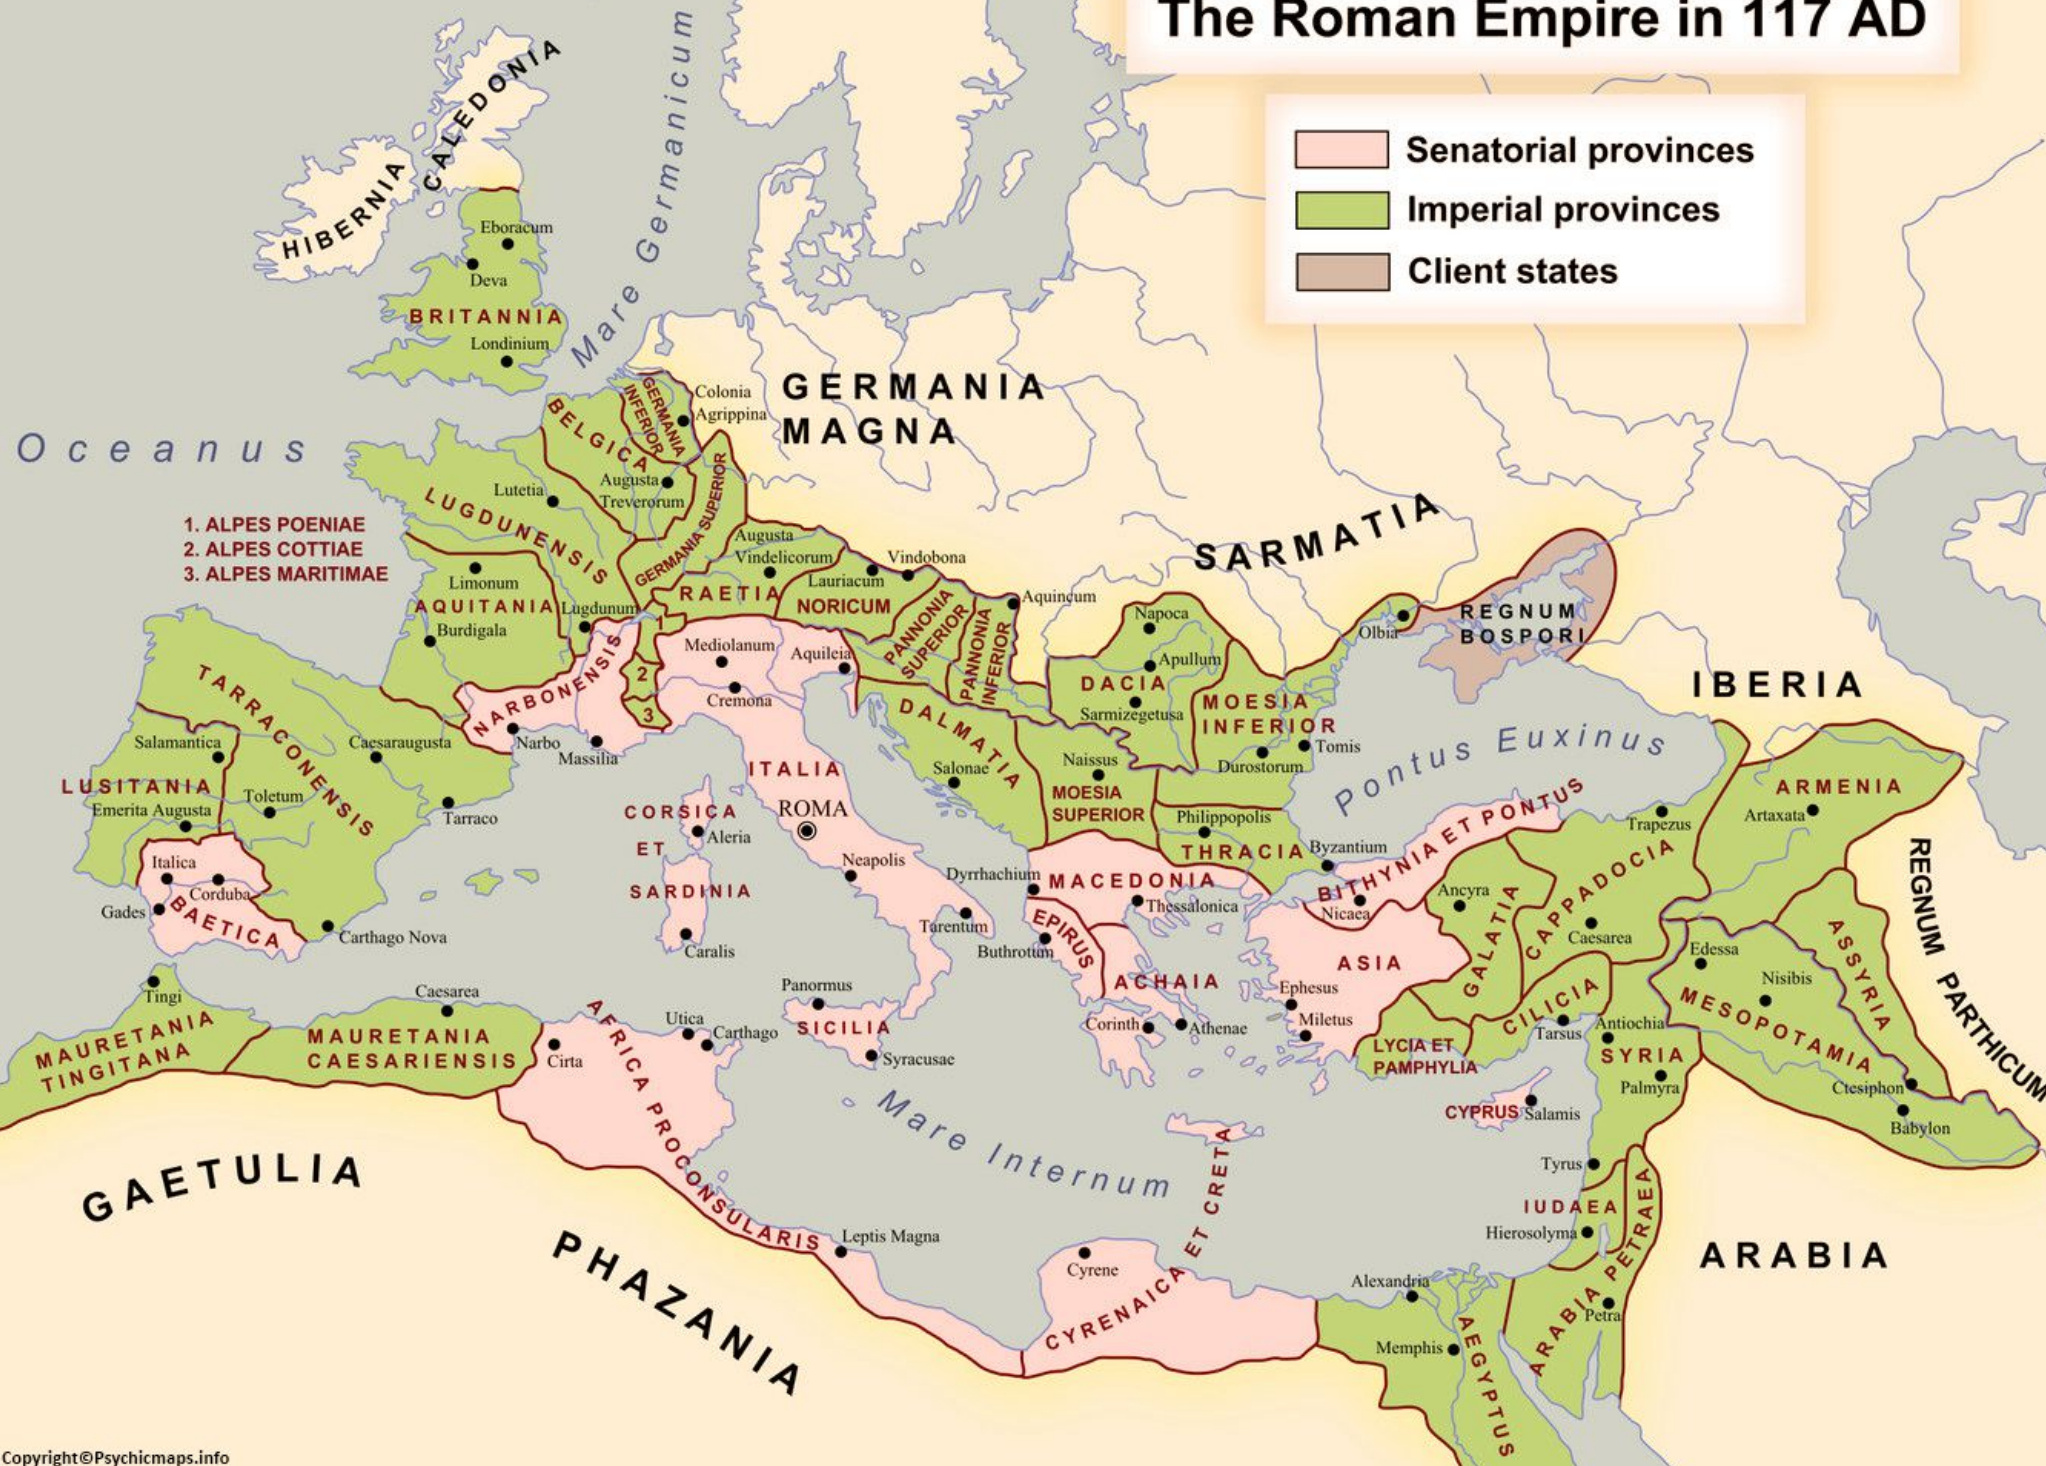 The Roman Empire in 117 AD
Senatorial provinces
Imperial provinces
Client states
CALEDONIA
HIBERNIA
Mare Germanicum
Eboracum
Deva
BRITANNIA
Londinium
GERMANIA
MAGNA
Colonia
Agrippina
GERMANIA
INFERIOR
BELGICA
Oceanus
Augusta
Treverorum
Lutetia
LUGDUNENSIS
GERMANIA SUPERIOR
1. ALPES POENIAE
2. ALPES COTTIAE
3. ALPES MARITIMAE
SARMATIA
Augusta
Vindelicorum
Vindobona
Lauriacum
Limonum
RAETIA
NORICUM
Aquincum
AQUITANIA
Lugdunum
Burdigala
1
2
3
PANNONIA
SUPERIOR
PANNONIA
INFERIOR
Napoca
Apullum
DACIA
Sarmizegetusa
Olbia
REGNUM
BOSPORI
IBERIA
Mediolanum
Aquileia
Cremona
NARBONENSIS
Narbo
Massilia
TARRACONENSIS
Salamantica
Caesaraugusta
LUSITANIA
Toletum
Emerita Augusta
Tarraco
Italica
Corduba
Gades
BAETICA
Carthago Nova
ITALIA
ROMA
CORSICA
ET
SARDINIA
Aleria
Caralis
Neapolis
Tarentum
DALMATIA
Salonae
Naissus
MOESIA
SUPERIOR
MOESIA
INFERIOR
Tomis
Durostorum
Pontus Euxinus
Philippopolis
THRACIA
Byzantium
Dyrrhachium
MACEDONIA
Thessalonica
EPIRUS
Buthrotum
ACHAIA
Corinth
Athenae
BITHYNIA ET PONTUS
Nicaea
Trapezus
ARMENIA
Artaxata
Ancyra
GALATIA
CAPPADOCIA
Caesarea
ASIA
Ephesus
Miletus
LYCIA ET
PAMPHYLIA
CILICIA
Tarsus
Antiochia
SYRIA
Palmyra
Edessa
Nisibis
MESOPOTAMIA
ASSYRIA
REGNUM PARTHICUM
Ctesiphon
Babylon
CYPRUS
Salamis
Tyrus
IUDAEA
Hierosolyma
ARABIA PETRAEA
Petra
ARABIA
Tingi
MAURETANIA
TINGITANA
Caesarea
MAURETANIA
CAESARIENSIS
Cirta
Utica
Carthago
Panormus
SICILIA
Syracusae
AFRICA PROCONSULARIS
Mare Internum
Leptis Magna
Cyrene
CYRENAICA ET CRETA
Alexandria
Memphis
AEGYPTUS
GAETULIA
PHAZANIA
Copyright©Psychicmaps.info